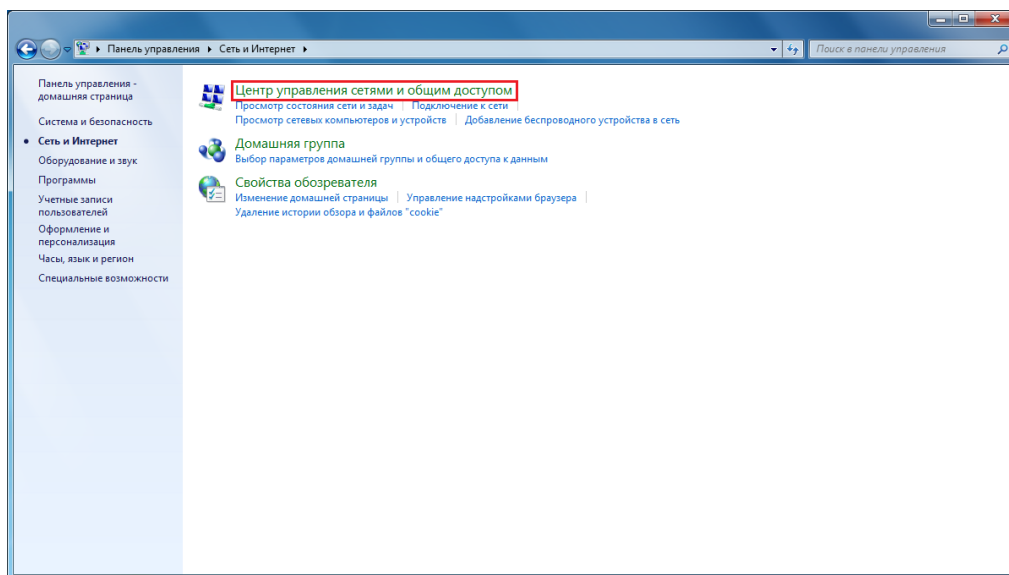 Панель управления ▸ Сеть и Интернет ▸
Поиск в панели управления
Панель управления -
домашняя страница
Система и безопасность
Сеть и Интернет
Оборудование и звук
Программы
Учетные записи
пользователей
Оформление и
персонализация
Часы, язык и регион
Специальные возможности
Центр управления сетями и общим доступом
Просмотр состояния сети и задач | Подключение к сети
Просмотр сетевых компьютеров и устройств | Добавление беспроводного устройства в сеть
Домашняя группа
Выбор параметров домашней группы и общего доступа к данным
Свойства обозревателя
Изменение домашней страницы | Управление надстройками браузера
Удаление истории обзора и файлов "cookie"